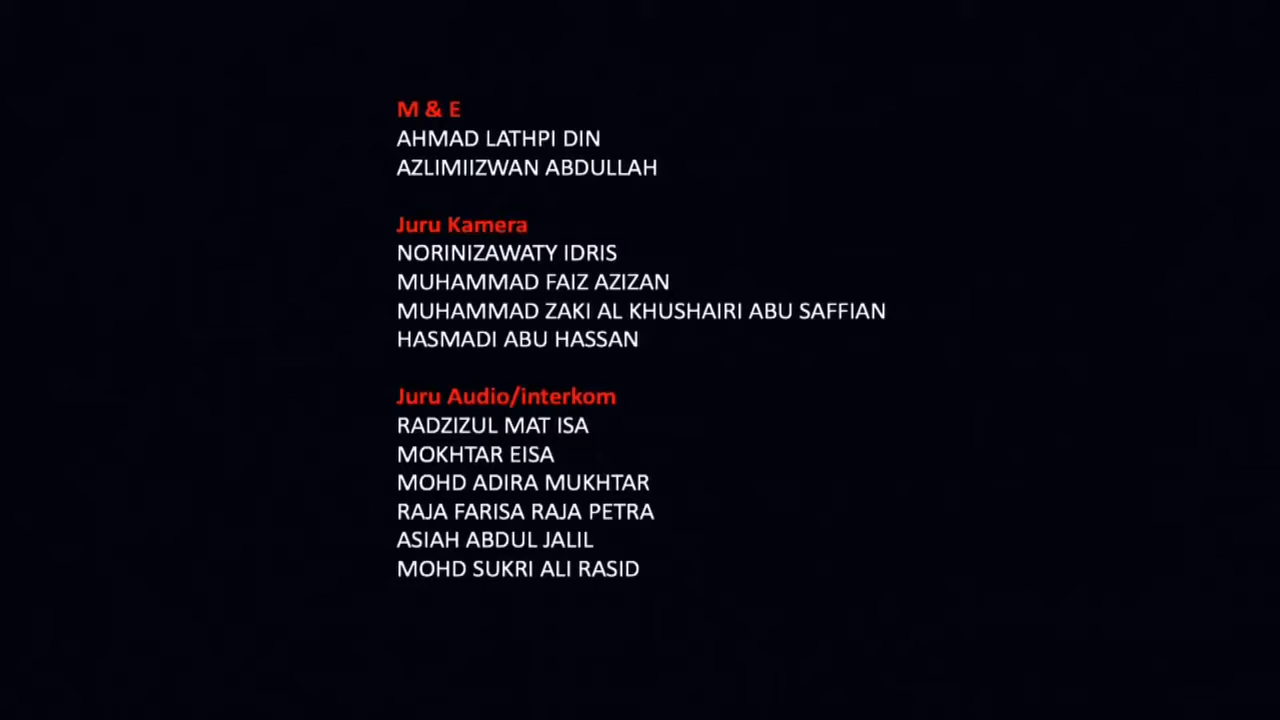 M & E
AHMAD LATHPI DIN
AZLIMIIZWAN ABDULLAH
Juru Kamera
NORINIZAWATY IDRIS
MUHAMMAD FAIZ AZIZAN
MUHAMMAD ZAKI AL KHUSHAIRI ABU SAFFIAN
HASMADI ABU HASSAN
Juru Audio/interkom
RADZIZUL MAT ISA
MOKHTAR EISA
MOHD ADIRA MUKHTAR
RAJA FARISA RAJA PETRA
ASIAH ABDUL JALIL
MOHD SUKRI ALI RASID